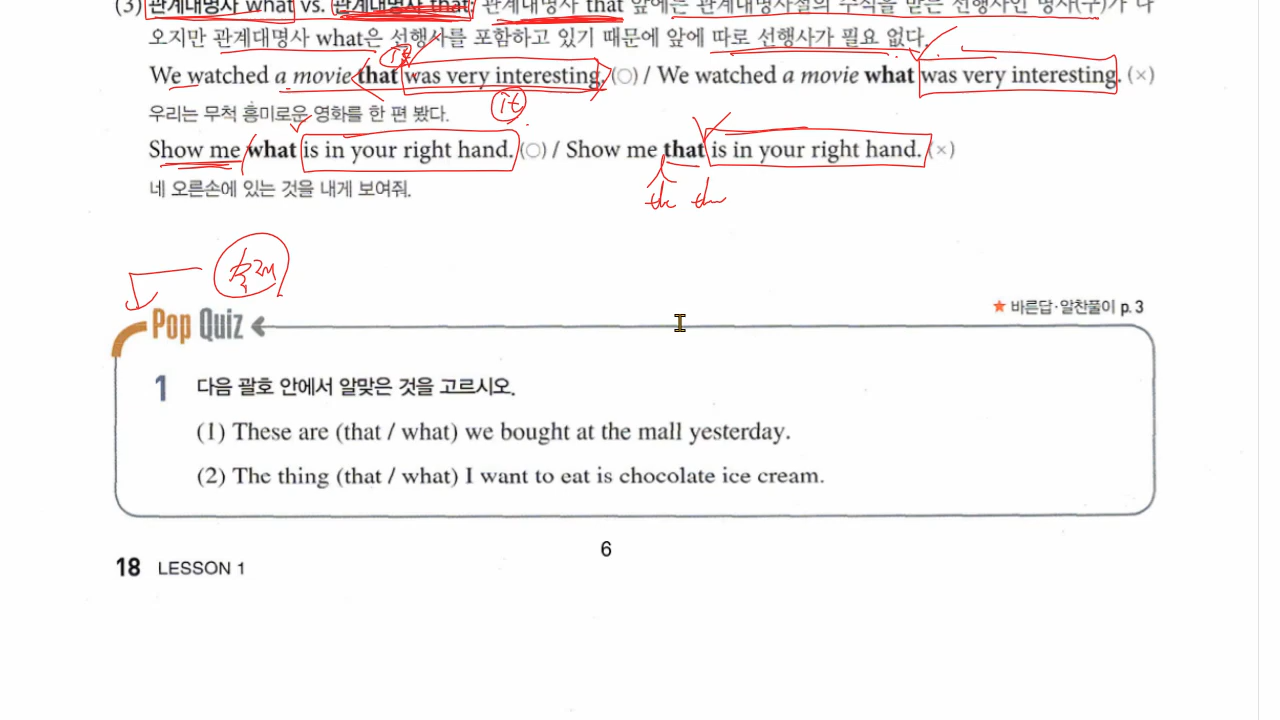 (3) 관계대명사 what vs. 관계대명사 that: 관계대명사 that 앞에는 관계대명사절의 수식을 받는 선행사인 명사(구)가 나
오지만 관계대명사 what은 선행사를 포함하고 있기 때문에 앞에 따로 선행사가 필요 없다.
We watched a movie that was very interesting. (○) / We watched a movie what was very interesting. (×)
it
우리는 무척 흥미로운 영화를 한 편 봤다.
Show me what is in your right hand. (○) / Show me that is in your right hand. (×)
네 오른손에 있는 것을 내게 보여줘.
숙제
Pop Quiz
★ 바른답·알찬풀이 p. 3
1 다음 괄호 안에서 알맞은 것을 고르시오.
(1) These are (that / what) we bought at the mall yesterday.
(2) The thing (that / what) I want to eat is chocolate ice cream.
6
18 LESSON 1